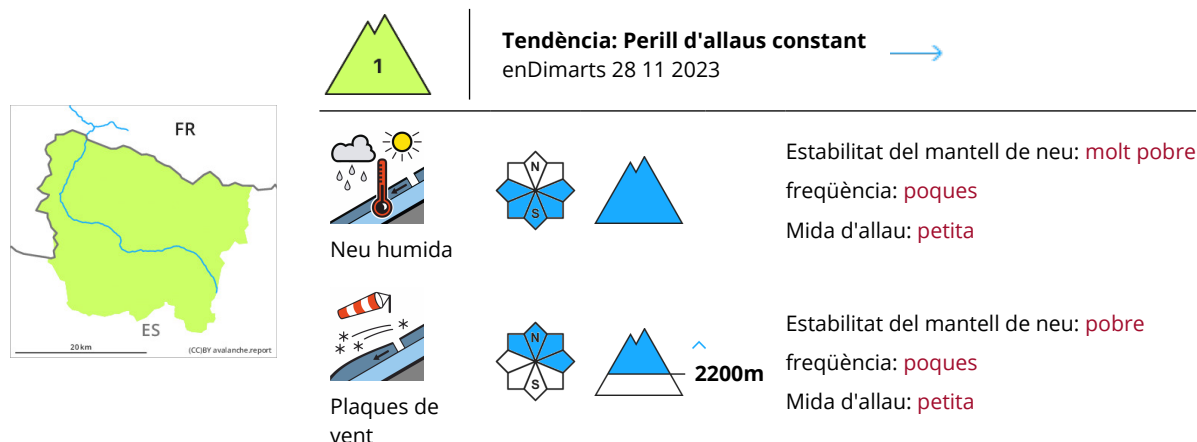 1
Tendència: Perill d'allaus constant
enDimarts 28 11 2023
FR
ES
20 km
(CC)BY avalanche.report
N
S
Neu humida
Estabilitat del mantell de neu: molt pobre
freqüència: poques
Mida d'allau: petita
N
S
2200m
Plaques de
vent
Estabilitat del mantell de neu: pobre
freqüència: poques
Mida d'allau: petita